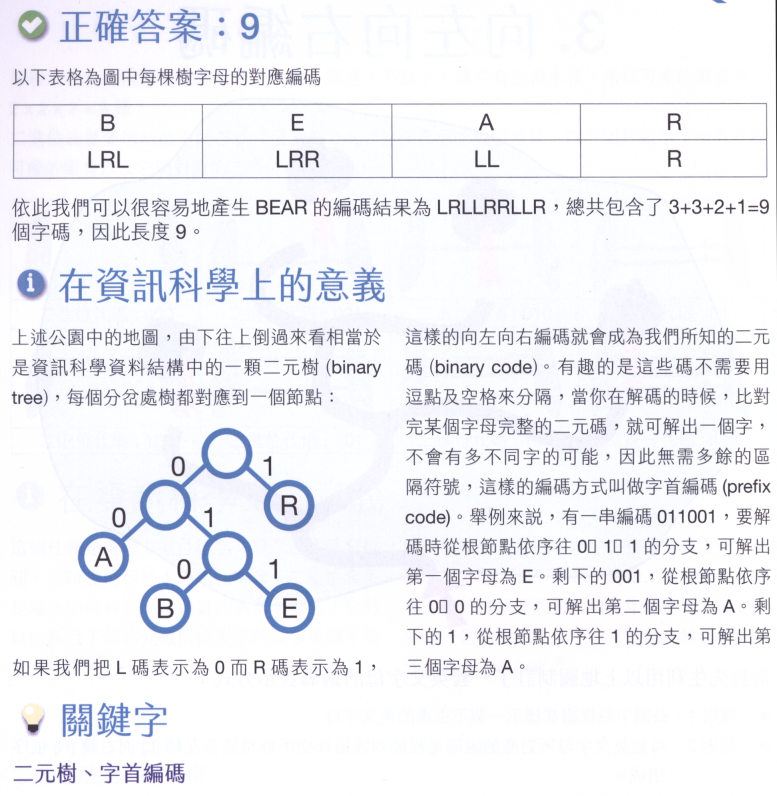 正確答案：9
以下表格為圖中每棵樹字母的對應編碼
B E A R
LRL LRR LL R
依此我們可以很容易地產生 BEAR 的編碼結果為 LRLLRRLLR，總共包含了 3+3+2+1=9
個字碼，因此長度 9。
在資訊科學上的意義
上述公園中的地圖，由下往上倒過來看相當於
是資訊科學資料結構中的一顆二元樹 (binary
tree)，每個分岔處樹都對應到一個節點：
0 1
R
0 1
A
0 1
B E
如果我們把 L 碼表示為 0 而 R 碼表示為 1，
這樣的向左向右編碼就會成為我們所知的二元
碼 (binary code)。有趣的是這些碼不需要用
逗點及空格來分隔，當你在解碼的時候，比對
完某個字母完整的二元碼，就可解出一個字，
不會有多不同字的可能，因此無需多餘的區
隔符號，這樣的編碼方式叫做字首編碼 (prefix
code)。舉例來說，有一串編碼 011001，要解
碼時從根節點依序往 0▯ 1▯ 1 的分支，可解出
第一個字母為 E。剩下的 001，從根節點依序
往 0▯ 0 的分支，可解出第二個字母為 A。剩
下的 1，從根節點依序往 1 的分支，可解出第
三個字母為 A。
關鍵字
二元樹、字首編碼